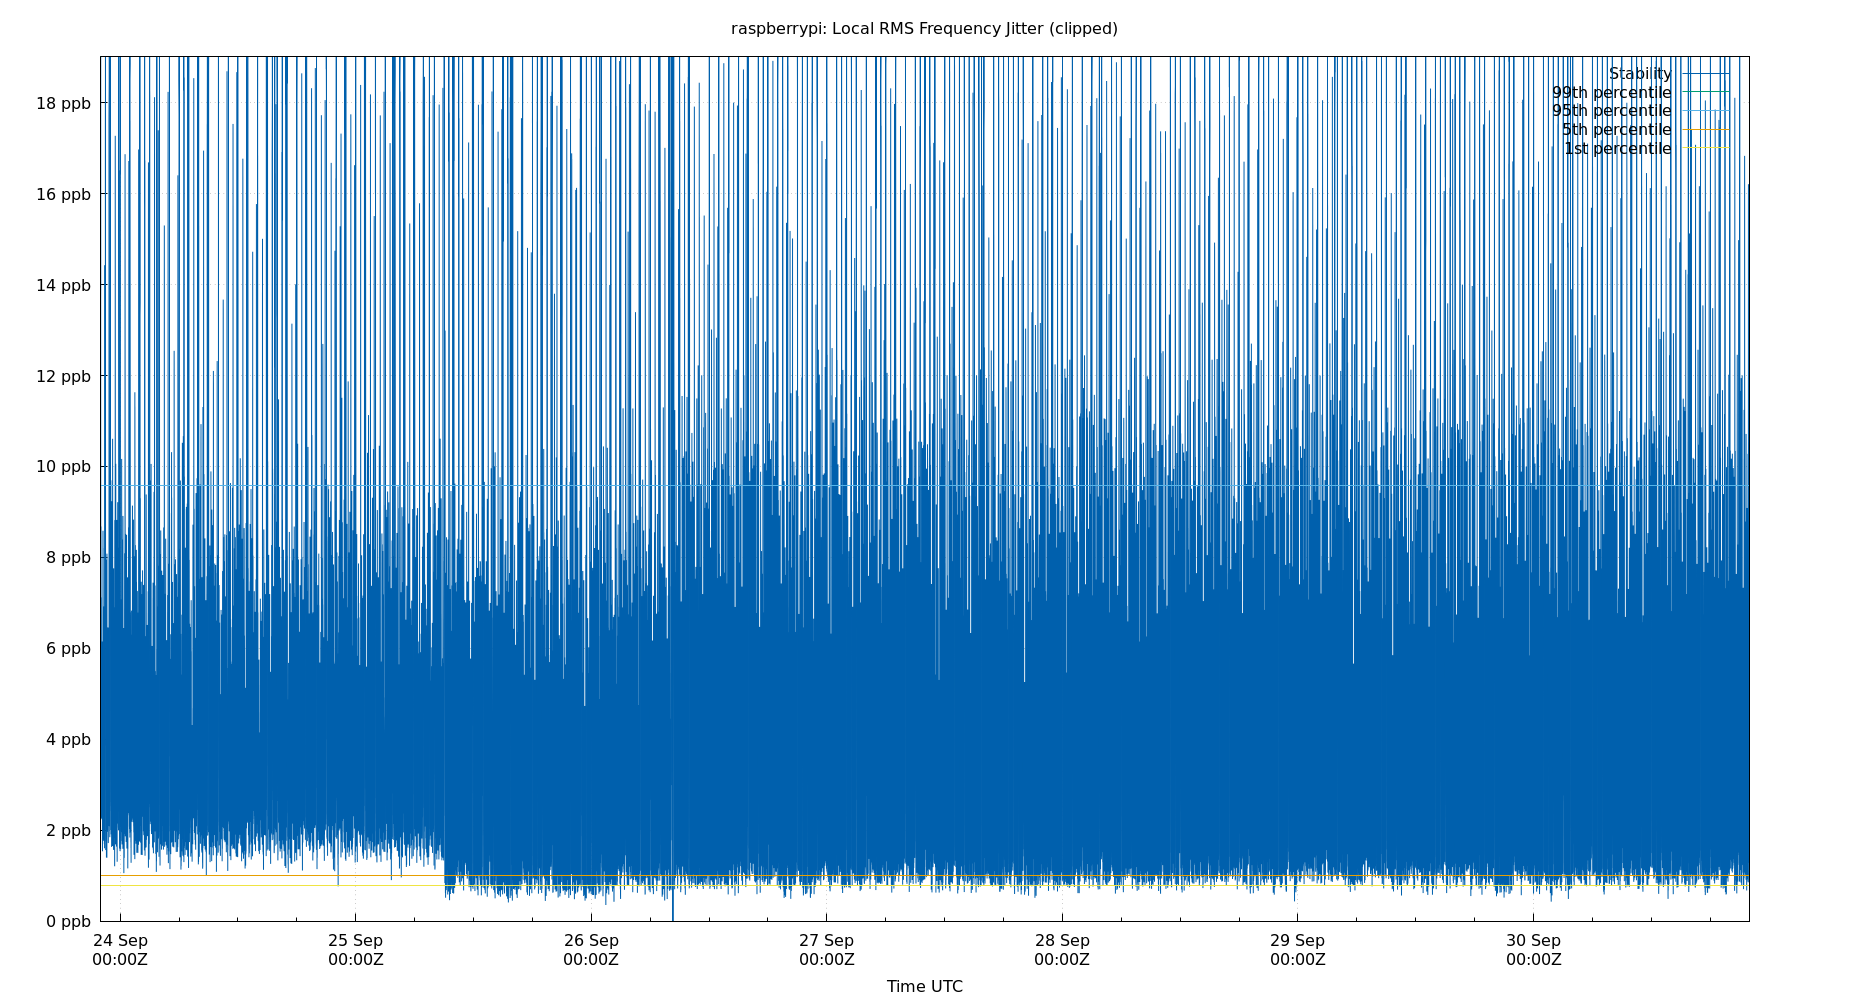 raspberrypi: Local RMS Frequency Jitter (clipped)
Stability
99th percentile
95th percentile
5th percentile
1st percentile
18 ppb
16 ppb
14 ppb
12 ppb
10 ppb
8 ppb
6 ppb
4 ppb
2 ppb
0 ppb
24 Sep 25 Sep 26 Sep 27 Sep 28 Sep 29 Sep 30 Sep
00:00Z 00:00Z 00:00Z 00:00Z 00:00Z 00:00Z 00:00Z
Time UTC